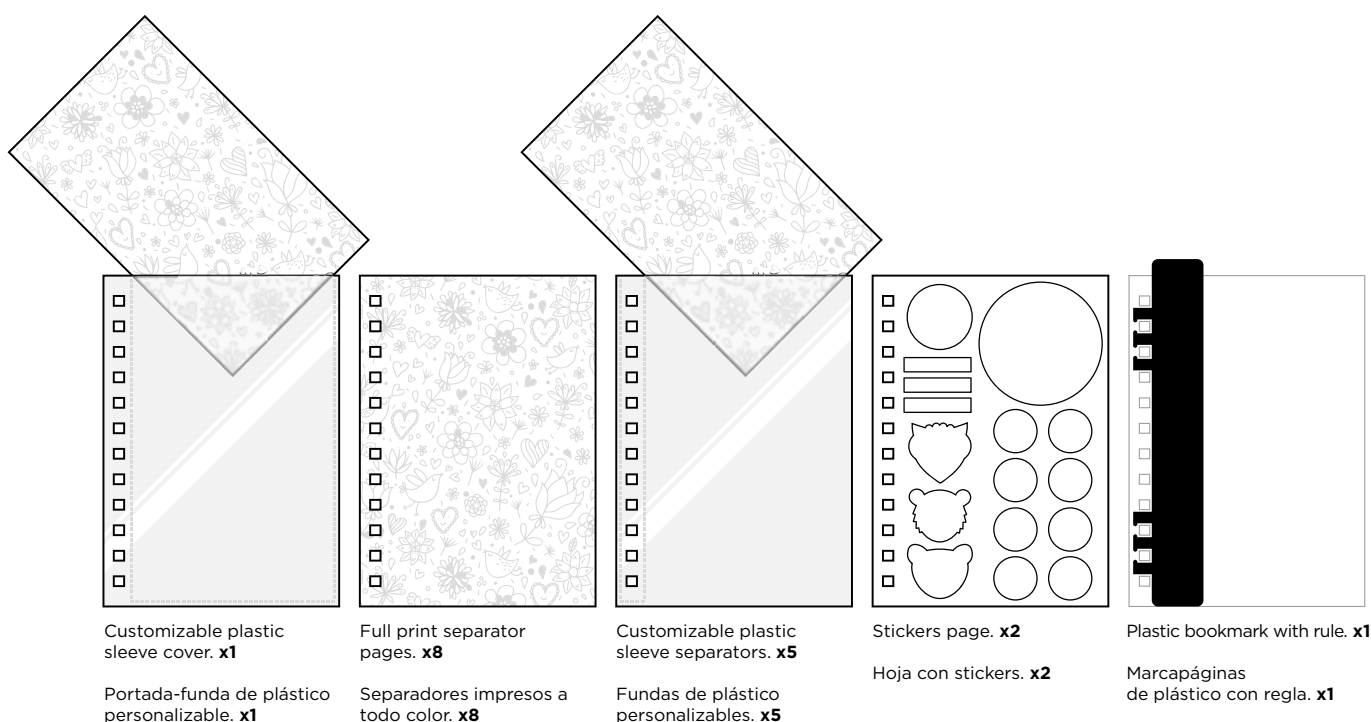 Customizable plastic
sleeve cover. x1
Portada-funda de plástico
personalizable. x1
Full print separator
pages. x8
Separadores impresos a
todo color. x8
Customizable plastic
sleeve separators. x5
Fundas de plástico
personalizables. x5
Stickers page. x2
Hoja con stickers. x2
Plastic bookmark with rule. x1
Marcapáginas
de plástico con regla. x1